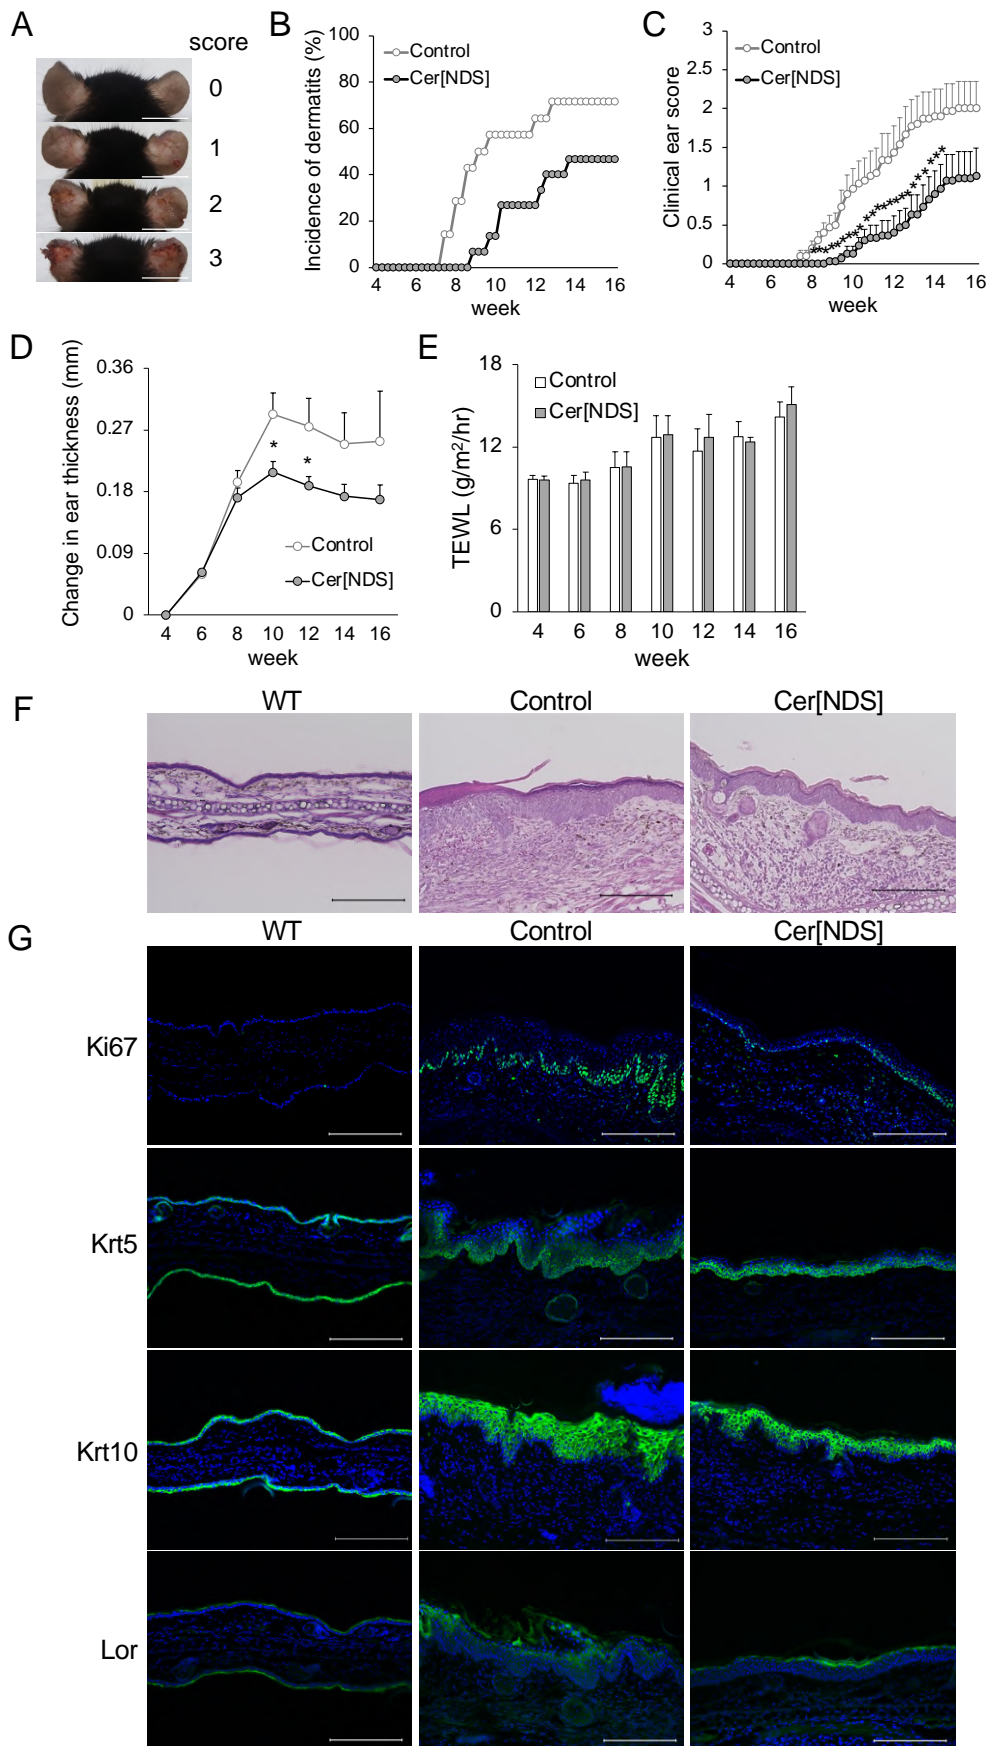 A
score
0
1
2
3
B
Incidence of dermatits (%)
100
80
60
40
20
0
Control
Cer[NDS]
4 6 8 10 12 14 16
week
C
Clinical ear score
3
2.5
2
1.5
1
0.5
0
Control
Cer[NDS]
4 6 8 10 12 14 16
week
D
Change in ear thickness (mm)
0.36
0.27
0.18
0.09
0
* *
Control
Cer[NDS]
4 6 8 10 12 14 16
week
E
TEWL (g/m²/hr)
18
12
6
0
Control
Cer[NDS]
4 6 8 10 12 14 16
week
F
WT Control Cer[NDS]
G
WT Control Cer[NDS]
Ki67
Krt5
Krt10
Lor